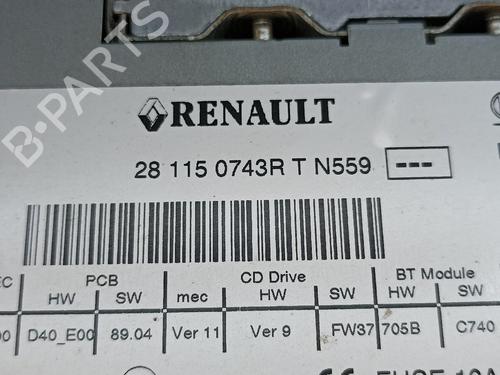 RENAULT
28 115 0743R T N559 ---
PCB CD Drive BT Module
HW SW mec HW SW HW SW
D40_E00 89.04 Ver 11 Ver 9 FW37 705B C740
B-PARTS